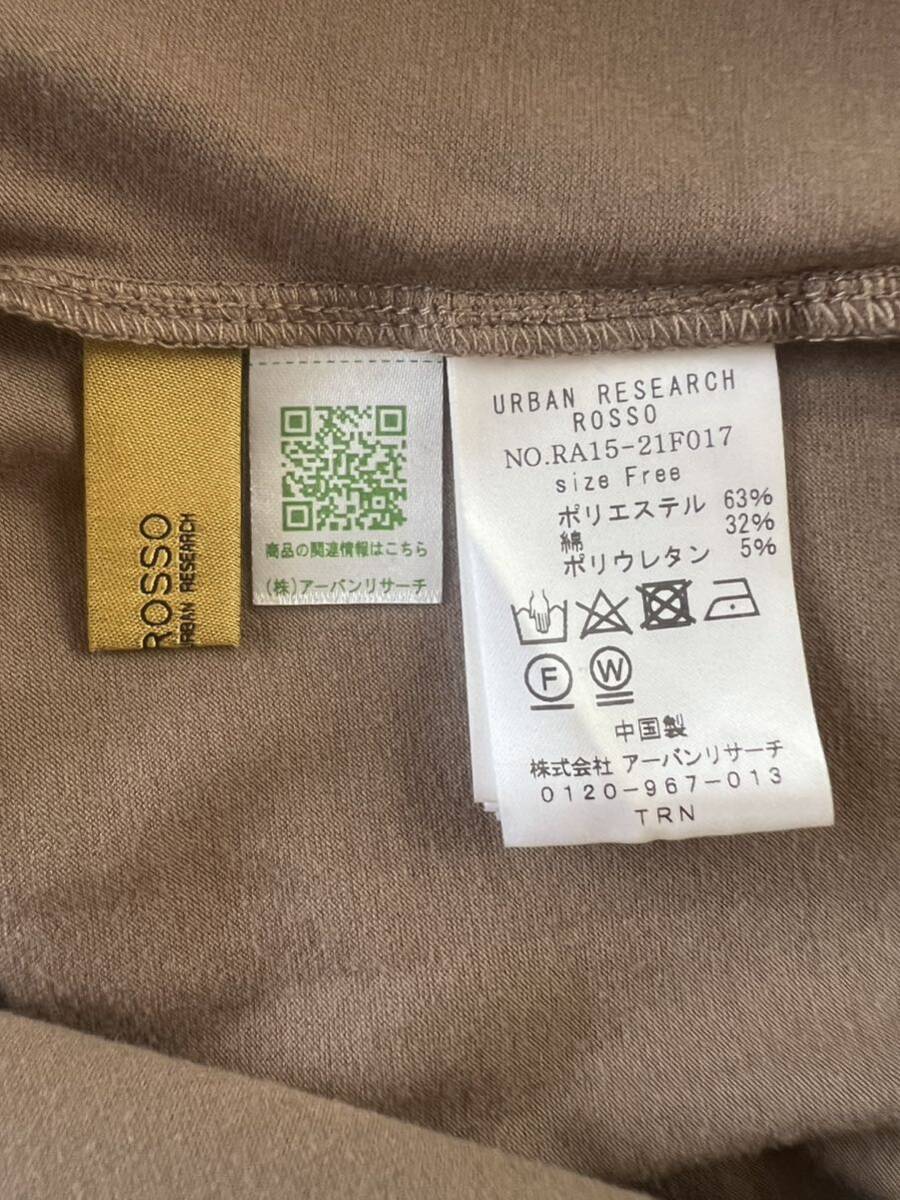 ROSSO
URBAN RESEARCH
商品の関連情報はこちら
(株)アーバンリサーチ
URBAN RESEARCH
ROSSO
NO.RA15-21F017
size Free
ポリエステル 63%
綿 32%
ポリウレタン 5%
F W
中国製
株式会社 アーバンリサーチ
0120-967-013
TRN